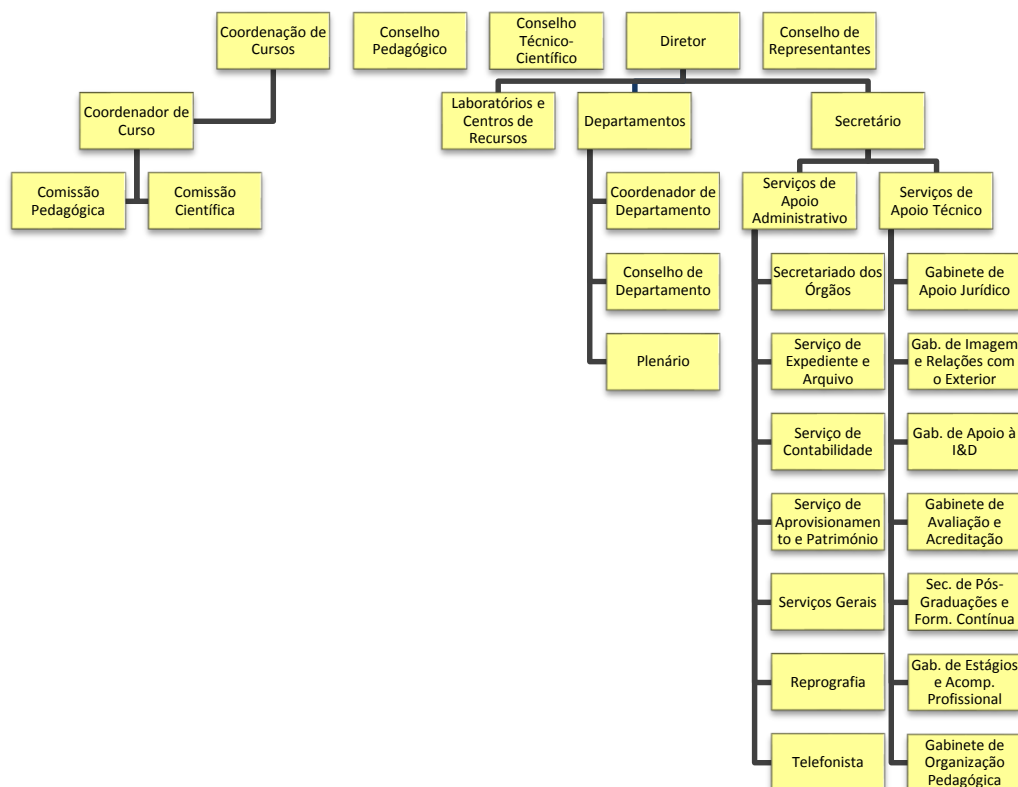 Coordenação de
Cursos
Conselho
Pedagógico
Conselho
Técnico-
Científico
Diretor
Conselho de
Representantes
Coordenador de
Curso
Laboratórios e
Centros de
Recursos
Departamentos
Secretário
Comissão
Pedagógica
Comissão
Científica
Coordenador de
Departamento
Conselho de
Departamento
Plenário
Serviços de
Apoio
Administrativo
Serviços de
Apoio Técnico
Secretariado dos
Órgãos
Serviço de
Expediente e
Arquivo
Serviço de
Contabilidade
Serviço de
Aprovisionamen
to e Património
Serviços Gerais
Reprografia
Telefonista
Gabinete de
Apoio Jurídico
Gab. de Imagem
e Relações com
o Exterior
Gab. de Apoio à
I&D
Gabinete de
Avaliação e
Acreditação
Sec. de Pós-
Graduações e
Form. Contínua
Gab. de Estágios
e Acomp.
Profissional
Gabinete de
Organização
Pedagógica